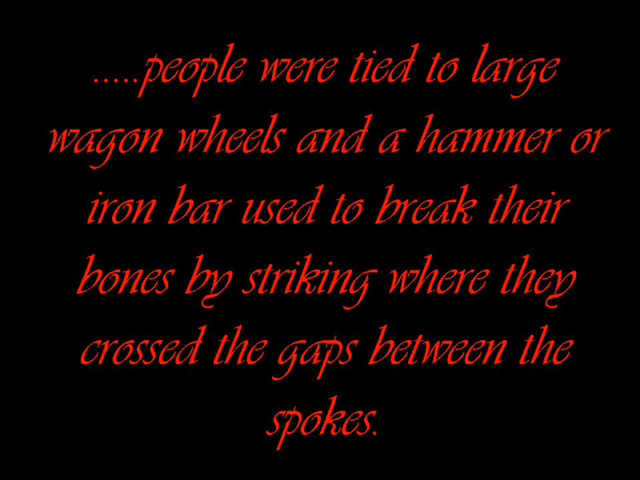 .....people were tied to large
wagon wheels and a hammer or
iron bar used to break their
bones by striking where they
crossed the gaps between the
spokes.